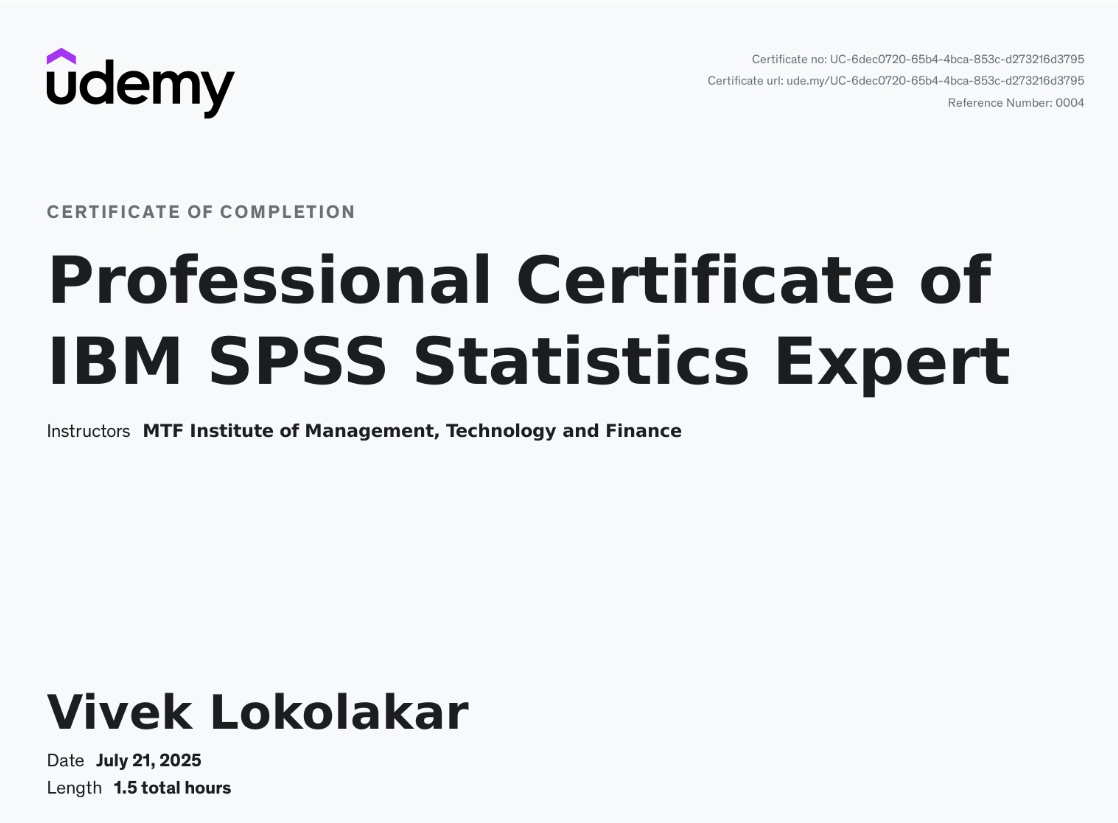 udemy
Certificate no: UC-6dec0720-65b4-4bca-853c-d273216d3795
Certificate url: ude.my/UC-6dec0720-65b4-4bca-853c-d273216d3795
Reference Number: 0004
CERTIFICATE OF COMPLETION
Professional Certificate of
IBM SPSS Statistics Expert
Instructors MTF Institute of Management, Technology and Finance
Vivek Lokolakar
Date July 21, 2025
Length 1.5 total hours